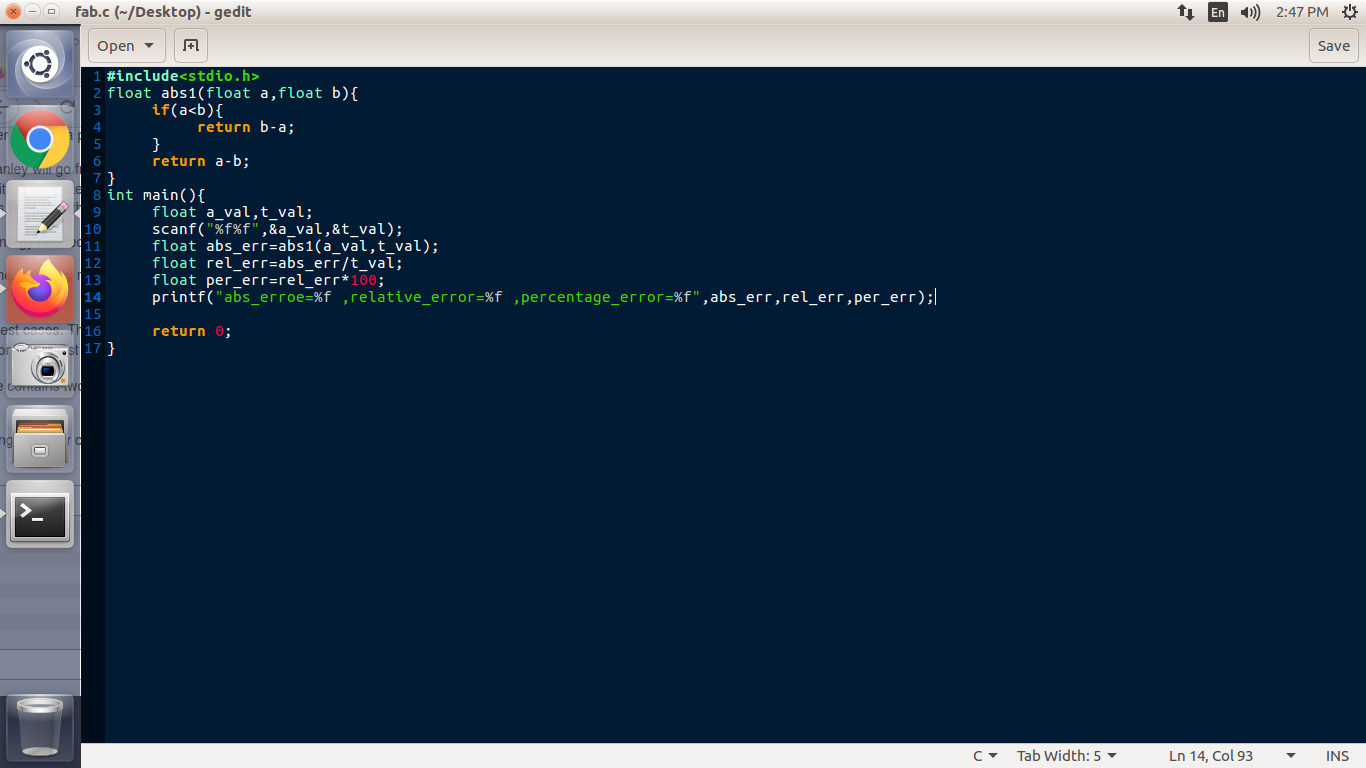 fab.c (~/Desktop) - gedit
En
2:47 PM
Open
Save
1 #include<stdio.h>
2 float abs1(float a,float b){
3      if(a<b){
4           return b-a;
5      }
6      return a-b;
7 }
8 int main(){
9      float a_val,t_val;
10      scanf("%f%f",&a_val,&t_val);
11      float abs_err=abs1(a_val,t_val);
12      float rel_err=abs_err/t_val;
13      float per_err=rel_err*100;
14      printf("abs_erroe=%f ,relative_error=%f ,percentage_error=%f",abs_err,rel_err,per_err);
15
16      return 0;
17 }
C
Tab Width: 5
Ln 14, Col 93
INS